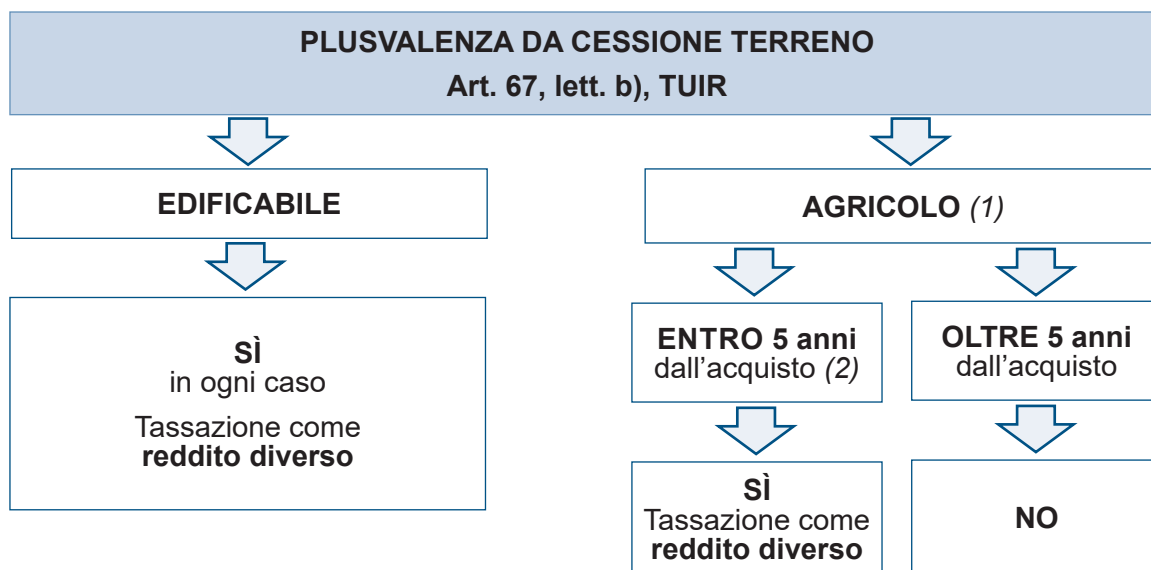 PLUSVALENZA DA CESSIONE TERRENO
Art. 67, lett. b), TUIR
EDIFICABILE
SÌ
in ogni caso
Tassazione come
reddito diverso
AGRICOLO (1)
ENTRO 5 anni
dall'acquisto (2)
SÌ
Tassazione come
reddito diverso
OLTRE 5 anni
dall'acquisto
NO